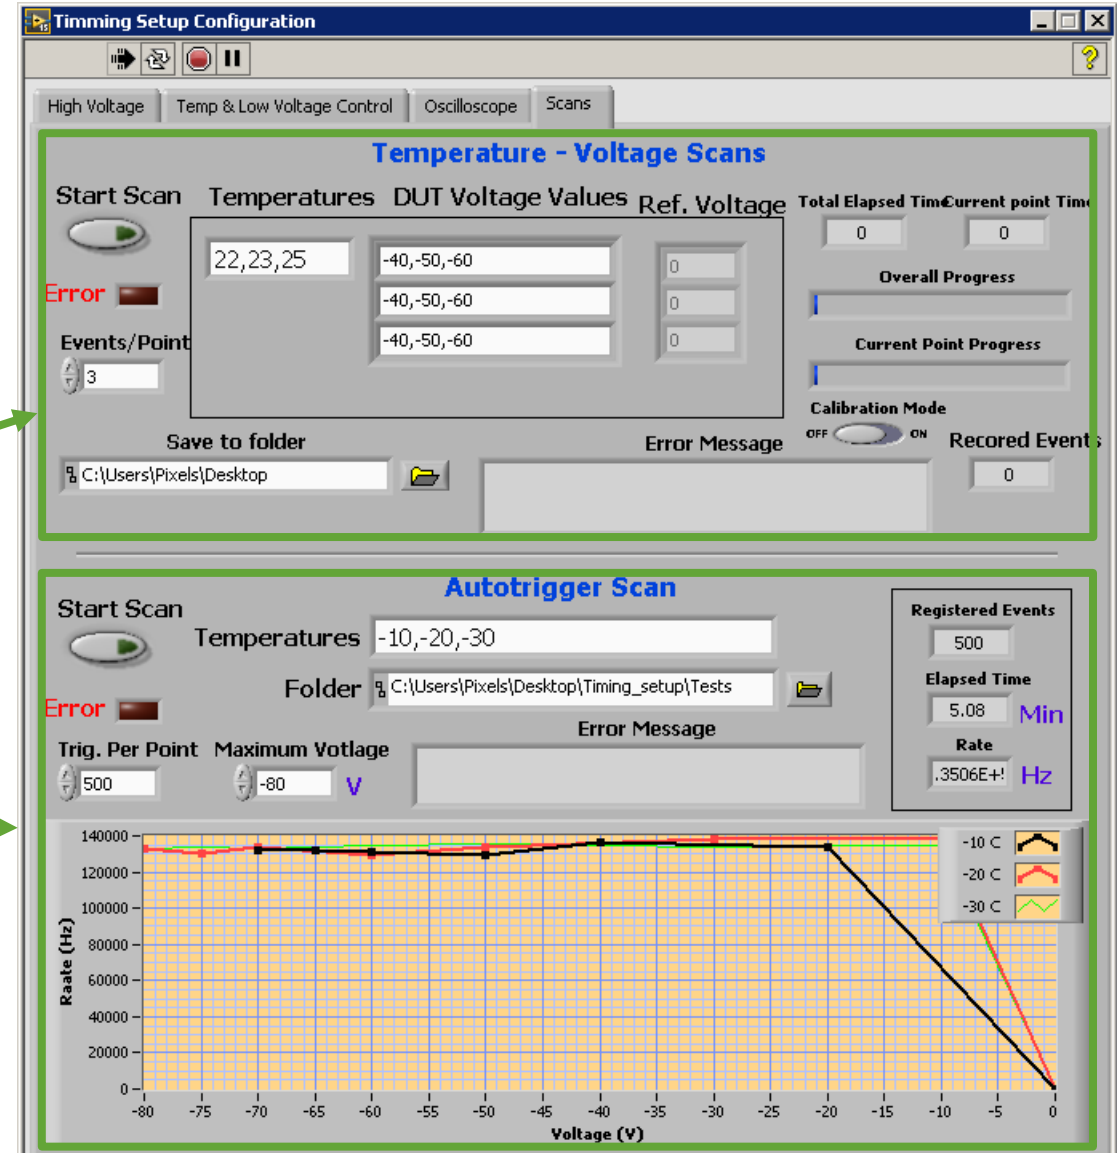 Timming Setup Configuration
High Voltage Temp & Low Voltage Control Oscilloscope Scans
Temperature - Voltage Scans
Start Scan Temperatures DUT Voltage Values Ref. Voltage Total Elapsed Time Current point Time
0 0
22,23,25 -40,-50,-60 0
Overall Progress
Error -40,-50,-60 0
Events/Point -40,-50,-60 0 Current Point Progress
3
Calibration Mode
OFF ON
Save to folder Error Message Recored Events
C:\Users\Pixels\Desktop 0
Autotrigger Scan
Start Scan Registered Events
Temperatures -10,-20,-30 500
Folder C:\Users\Pixels\Desktop\Timing_setup\Tests Elapsed Time
Error 5.08 Min
Error Message
Trig. Per Point Maximum Votlage Rate
500 -80 V .3506E+! Hz
140000
120000
100000
80000
60000
40000
20000
0
Raate (Hz)
-10 C
-20 C
-30 C
-80 -75 -70 -65 -60 -55 -50 -45 -40 -35 -30 -25 -20 -15 -10 -5 0
Voltage (V)